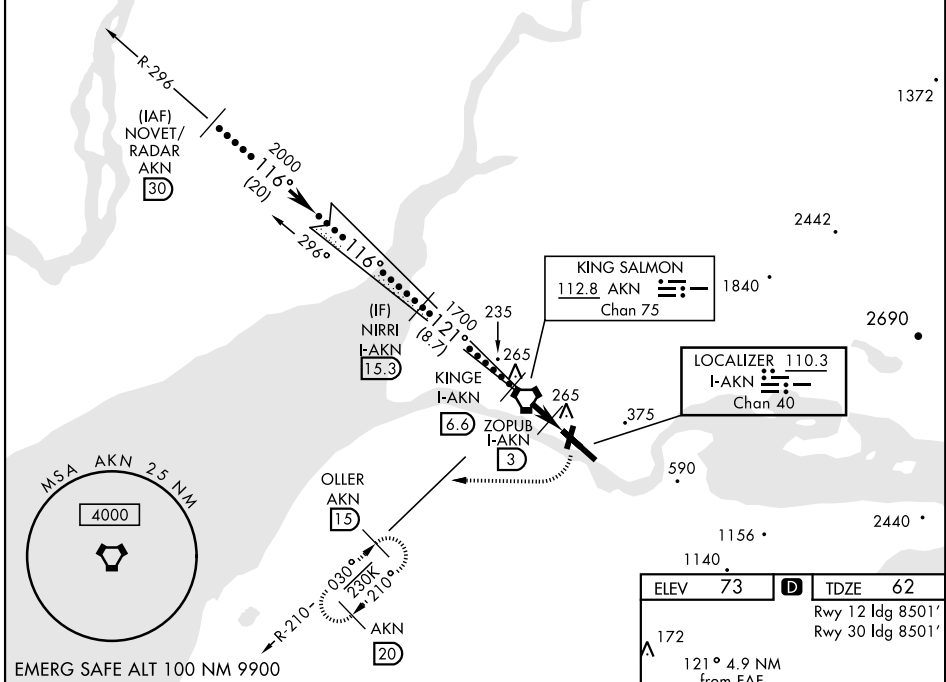 R-296
(IAF)
NOVET/
RADAR
AKN
30
2000
116°
(20)
296°
116°
1372
2442
1840
2690
KING SALMON
112.8 AKN
Chan 75
(IF)
NIRRI
I-AKN
15.3
1700
121°
(8.7)
235
265
KINGE
I-AKN
6.6
265
ZOPUB
I-AKN
3
LOCALIZER 110.3
I-AKN
Chan 40
375
590
MSA AKN 25 NM
4000
OLLER
AKN
15
030°
230K
210°
R-210
AKN
20
1156
2440
1140
ELEV 73 D TDZE 62
Rwy 12 ldg 8501'
Rwy 30 ldg 8501'
172
121° 4.9 NM
from FAF
EMERG SAFE ALT 100 NM 9900